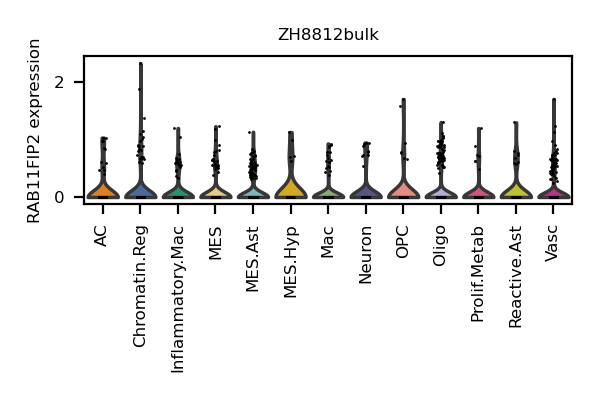 ZH8812bulk
RAB11FIP2 expression
2
0
AC
Chromatin.Reg
Inflammatory.Mac
MES
MES.Ast
MES.Hyp
Mac
Neuron
OPC
Oligo
Prolif.Metab
Reactive.Ast
Vasc